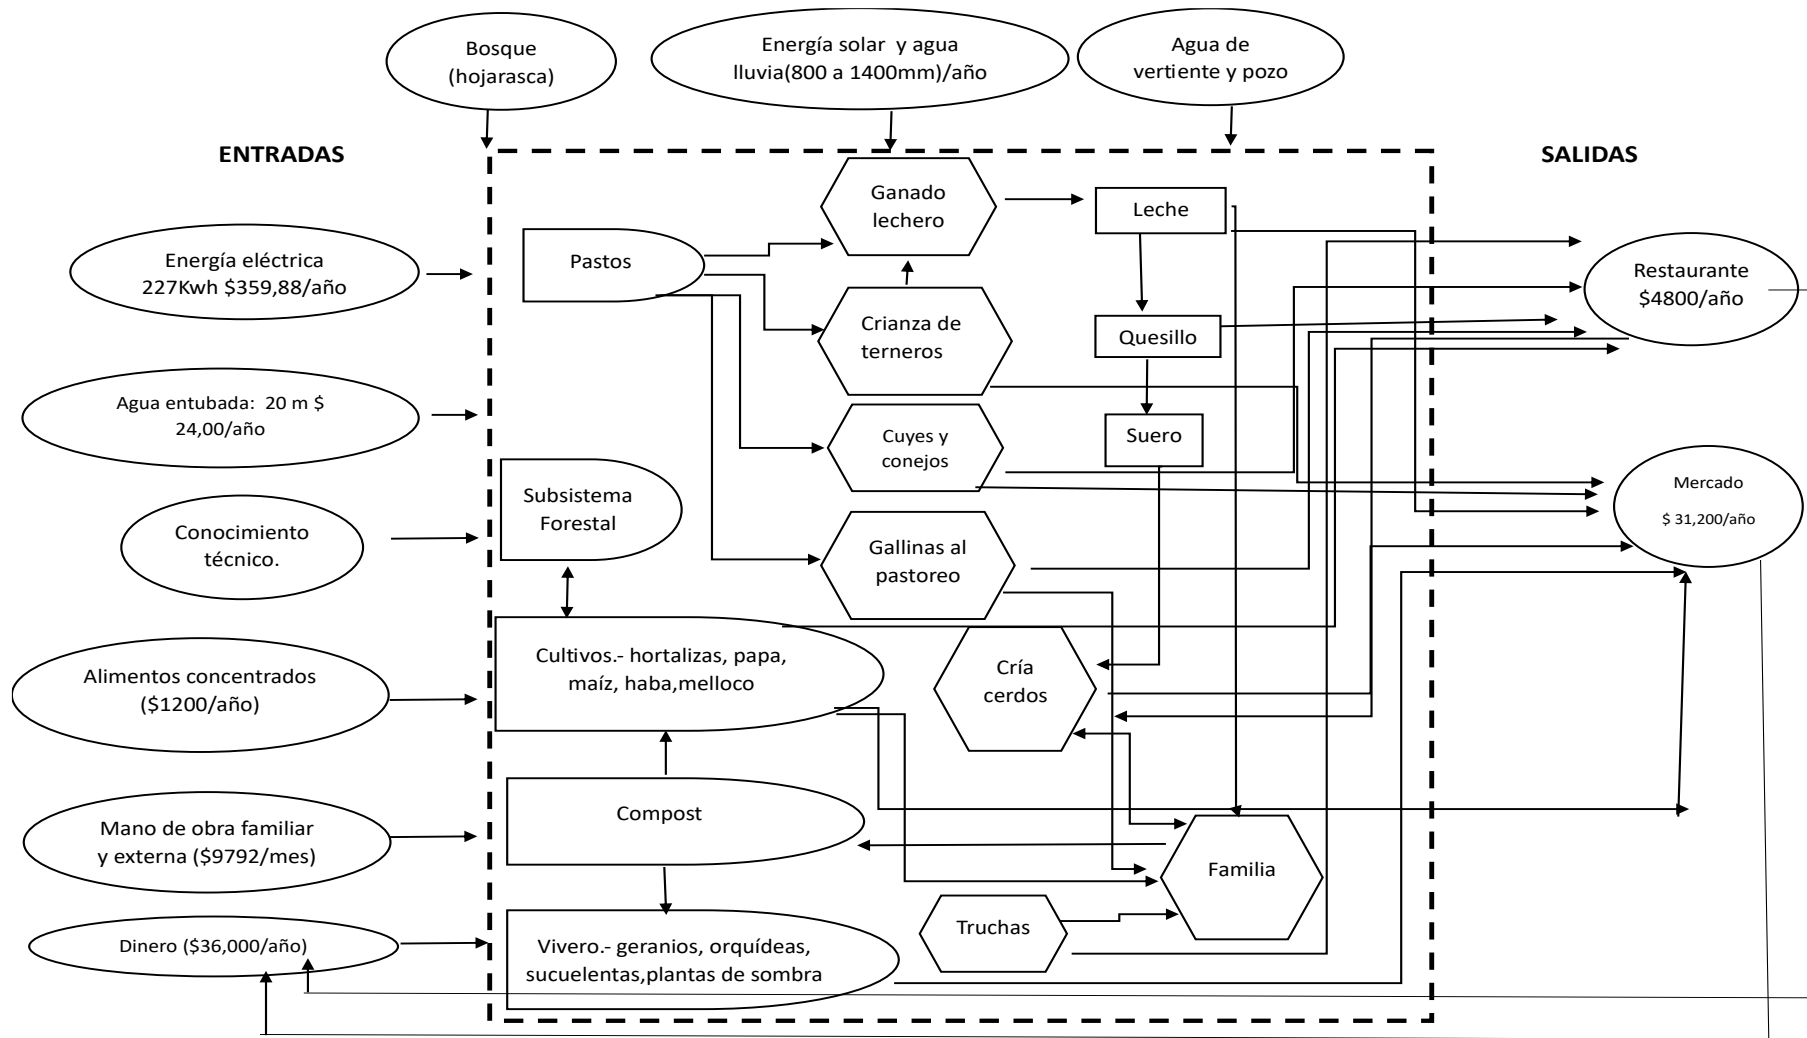 Bosque
(hojarasca)
Energía solar y agua
lluvia(800 a 1400mm)/año
Agua de
vertiente y pozo
ENTRADAS
SALIDAS
Ganado
lechero
Leche
Energía eléctrica
227Kwh $359,88/año
Pastos
Restaurante
$4800/año
Crianza de
terneros
Quesillo
Agua entubada: 20 m $
24,00/año
Cuyes y
conejos
Suero
Subsistema
Forestal
Mercado
$ 31,200/año
Conocimiento
técnico.
Gallinas al
pastoreo
Alimentos concentrados
($1200/año)
Cultivos.- hortalizas, papa,
maíz, haba,melloco
Cría
cerdos
Mano de obra familiar
y externa ($9792/mes)
Compost
Familia
Dinero ($36,000/año)
Vivero.- geranios, orquídeas,
sucuelentas,plantas de sombra
Truchas